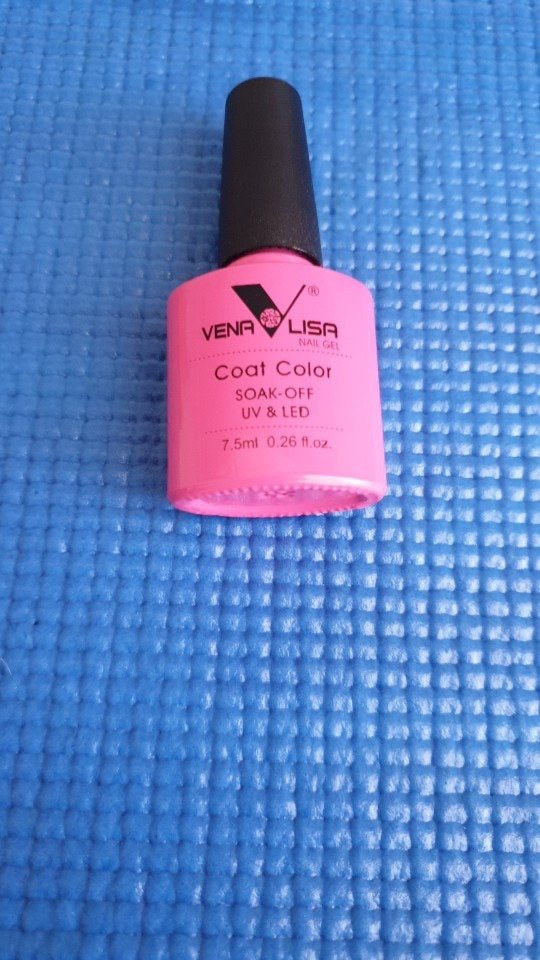 ®
VENA LISA
NAIL GEL
Coat Color
SOAK-OFF
UV & LED
7.5ml 0.26 fl.oz.